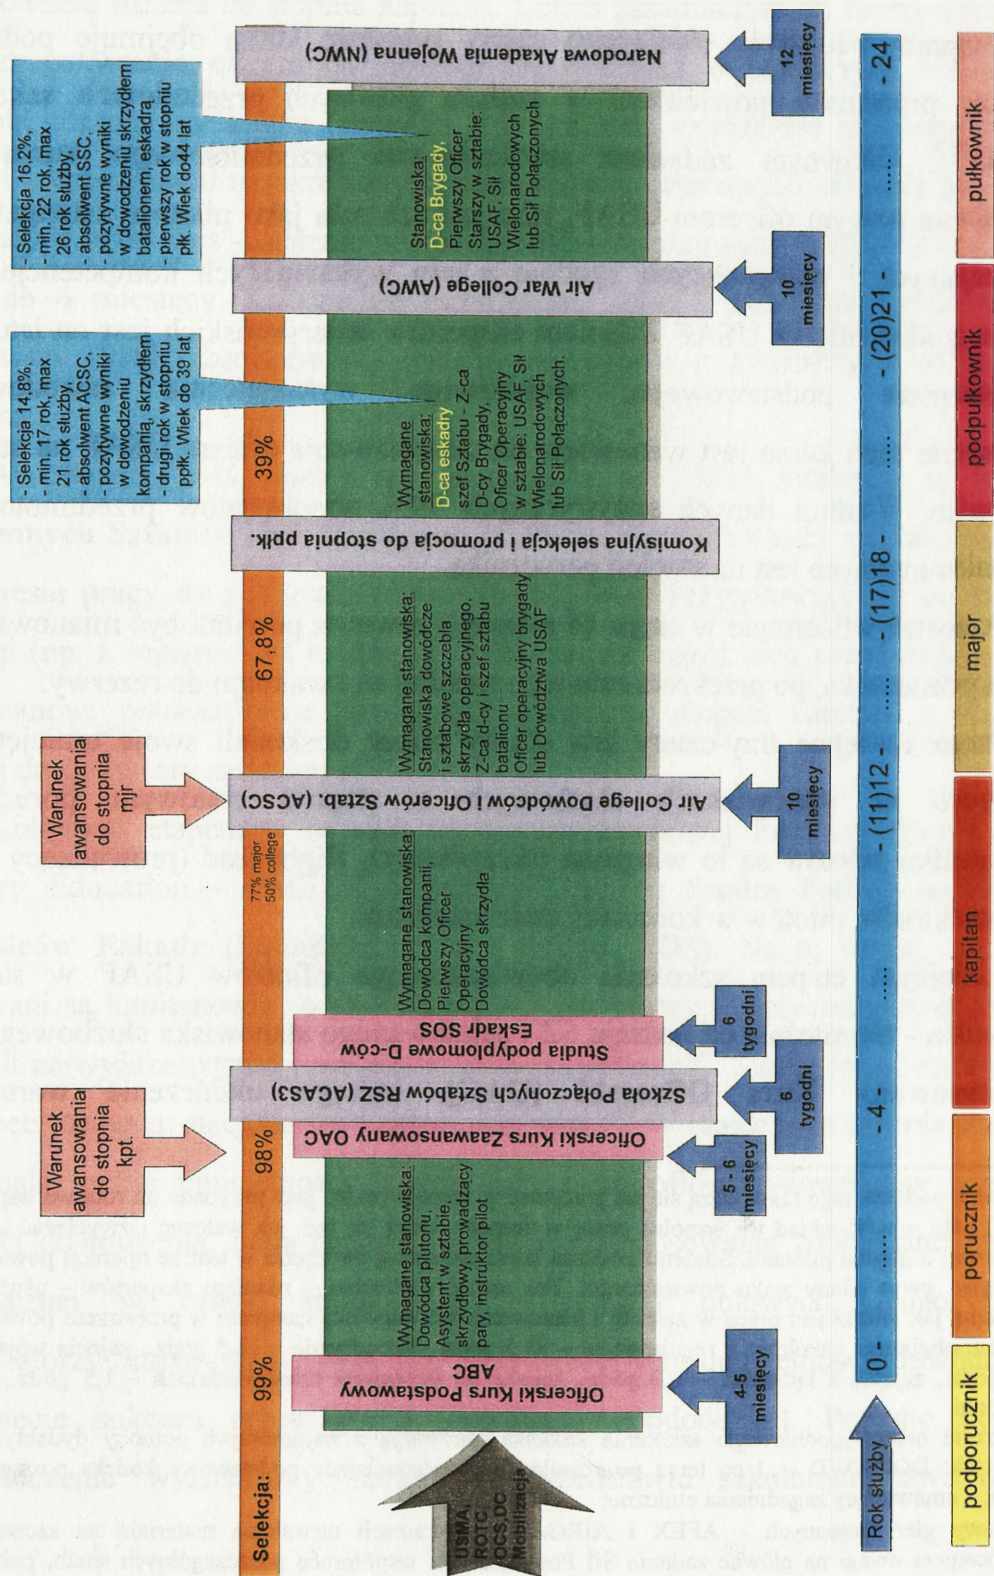 Warunek
awansowania
do stopnia
kpt.
Warunek
awansowania
do stopnia
mjr
- Selekcja 14,8%,
- min 17 rok, max
21 rok służby,
- absolwent ACSC,
- pozytywne wyniki
w dowodzeniu
kompanią, skrzydłem
- drugi rok w stopniu
ppłk. Wiek do 39 lat
- Selekcja 16,2%,
- min. 22 rok, max
26 rok służby,
- absolwent SSC,
- pozytywne wyniki
w dowodzeniu skrzydłem
batalionem, eskadrą
- pierwszy rok w stopniu
płk. Wiek do44 lat
Selekcja:
99%
98%
77% major
50% college
67,8%
39%
USMA,
ROTC,
OCS,DC
Mobilizacja
Oficerski Kurs Podstawowy
ABC
Wymagane stanowiska:
Dowódca plutonu,
Asystent w sztabie,
skrzydłowy, prowadzący
pary, instruktor pilot
Oficerski Kurs Zaawansowany OAC
Szkoła Połączonych Sztabów RSZ (ACAS3)
Studia podyplomowe D-ców
Eskadr SOS
Wymagane stanowiska:
Dowódca kompanii,
Pierwszy Oficer
Operacyjny
Dowódca skrzydła
Air College Dowódców i Oficerów Sztab. (ACSC)
Wymagane stanowiska:
Stanowiska dowódcze
i sztabowe szczebla
skrzydła operacyjnego,
Z-ca d-cy i szef sztabu
batalionu
Oficer operacyjny brygady
lub Dowództwa USAF
Komisyjna selekcja i promocja do stopnia ppłk.
Wymagane
stanowiska:
D-ca eskadry
szef Sztabu - Z-ca
D-cy Brygady,
Oficer Operacyjny
w sztabie: USAF, Sił
Wielonarodowych
lub Sił Połączonych.
Air War College (AWC)
Stanowiska:
D-ca Brygady,
Pierwszy Oficer
Starszy w sztabie:
USAF, Sił
Wielonarodowych
lub Sił Połączonych
Narodowa Akademia Wojenna (NWC)
4-5
miesięcy
5 - 6
miesięcy
6
tygodni
6
tygodni
10
miesięcy
10
miesięcy
12
miesięcy
Rok służby
0 - - 4 - ..... - (11)12 - ..... - (17)18 - ..... - (20)21 - ..... - 24
podporucznik
porucznik
kapitan
major
podpułkownik
pułkownik